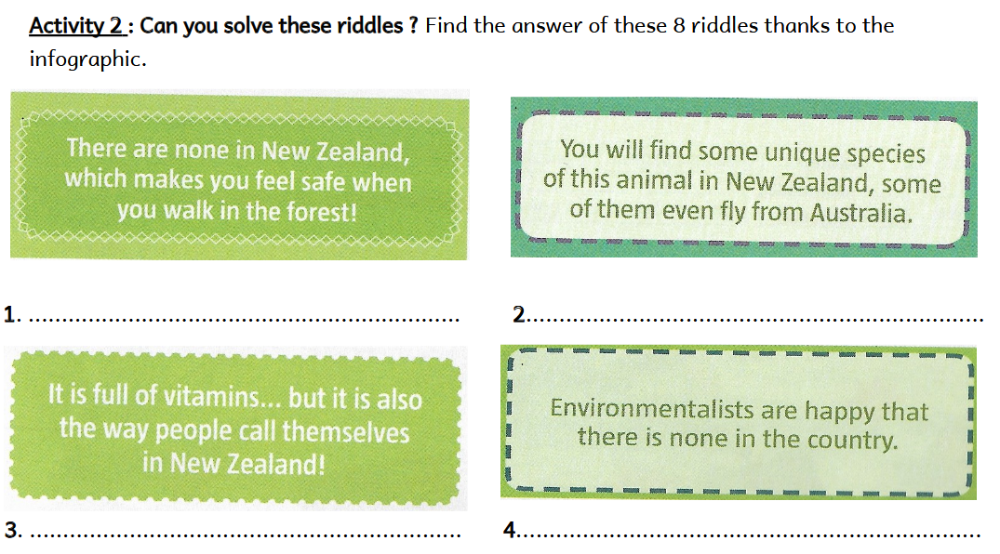 Activity 2 : Can you solve these riddles ? Find the answer of these 8 riddles thanks to the
infographic.
There are none in New Zealand,
which makes you feel safe when
you walk in the forest!
You will find some unique species
of this animal in New Zealand, some
of them even fly from Australia.
1. ................................................................
2....................................................................
It is full of vitamins... but it is also
the way people call themselves
in New Zealand!
Environmentalists are happy that
there is none in the country.
3. ................................................................
4.....................................................................